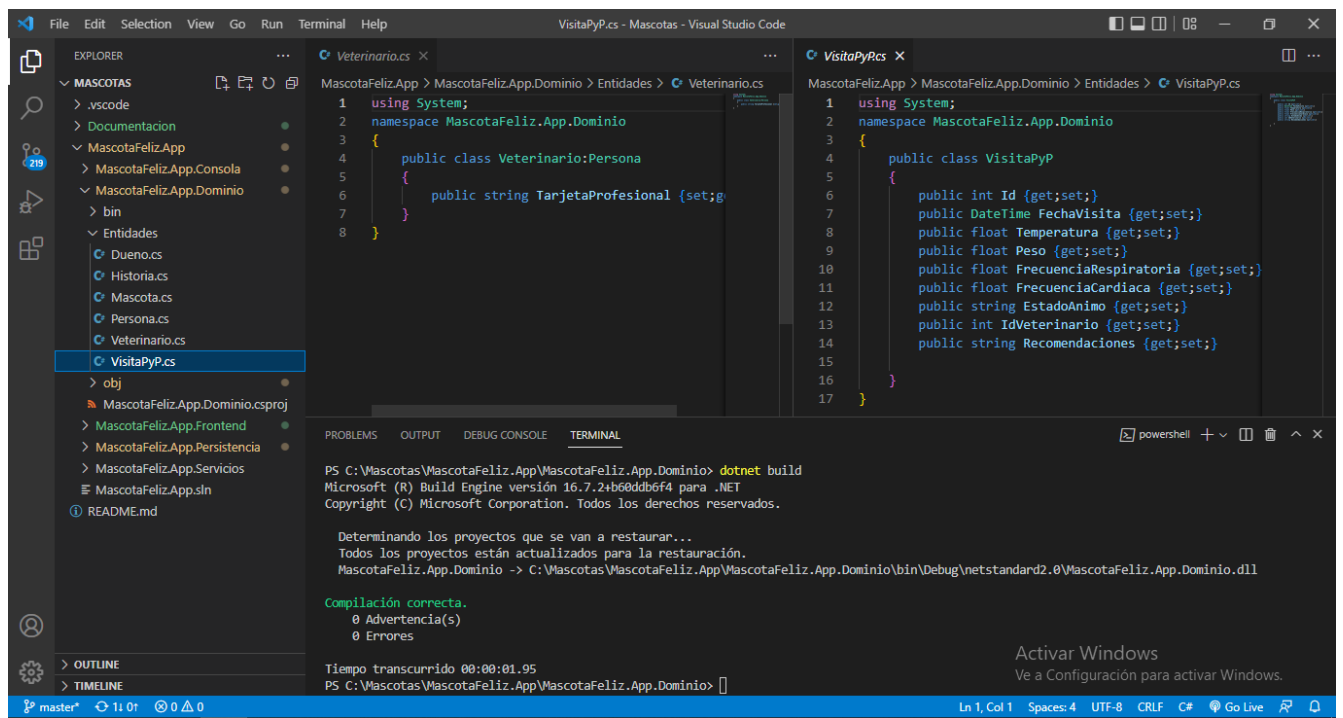 File Edit Selection View Go Run Terminal Help VisitaPyP.cs - Mascotas - Visual Studio Code
EXPLORER
MASCOTAS
.vscode
Documentacion
MascotaFeliz.App
MascotaFeliz.App.Consola
MascotaFeliz.App.Dominio
bin
Entidades
Dueno.cs
Historia.cs
Mascota.cs
Persona.cs
Veterinario.cs
VisitaPyP.cs
obj
MascotaFeliz.App.Dominio.csproj
MascotaFeliz.App.Frontend
MascotaFeliz.App.Persistencia
MascotaFeliz.App.Servicios
MascotaFeliz.App.sln
README.md
OUTLINE
TIMELINE
219
Veterinario.cs
MascotaFeliz.App > MascotaFeliz.App.Dominio > Entidades > Veterinario.cs
1 using System;
2 namespace MascotaFeliz.App.Dominio
3 {
4 public class Veterinario:Persona
5 {
6 public string TarjetaProfesional {set;g
7 }
8 }
VisitaPyP.cs
MascotaFeliz.App > MascotaFeliz.App.Dominio > Entidades > VisitaPyP.cs
1 using System;
2 namespace MascotaFeliz.App.Dominio
3 {
4 public class VisitaPyP
5 {
6 public int Id {get;set;}
7 public DateTime FechaVisita {get;set;}
8 public float Temperatura {get;set;}
9 public float Peso {get;set;}
10 public float FrecuenciaRespiratoria {get;set;}
11 public float FrecuenciaCardiaca {get;set;}
12 public string EstadoAnimo {get;set;}
13 public int IdVeterinario {get;set;}
14 public string Recomendaciones {get;set;}
15
16 }
17 }
PROBLEMS OUTPUT DEBUG CONSOLE TERMINAL powershell
PS C:\Mascotas\MascotaFeliz.App\MascotaFeliz.App.Dominio> dotnet build
Microsoft (R) Build Engine versión 16.7.2+b60ddb6f4 para .NET
Copyright (C) Microsoft Corporation. Todos los derechos reservados.
Determinando los proyectos que se van a restaurar...
Todos los proyectos están actualizados para la restauración.
MascotaFeliz.App.Dominio -> C:\Mascotas\MascotaFeliz.App\MascotaFeliz.App.Dominio\bin\Debug\netstandard2.0\MascotaFeliz.App.Dominio.dll
Compilación correcta.
0 Advertencia(s)
0 Errores
Tiempo transcurrido 00:00:01.95
PS C:\Mascotas\MascotaFeliz.App\MascotaFeliz.App.Dominio>
Activar Windows
Ve a Configuración para activar Windows.
master* 1↓ 0↑ 0 0 Ln 1, Col 1 Spaces: 4 UTF-8 CRLF C# Go Live